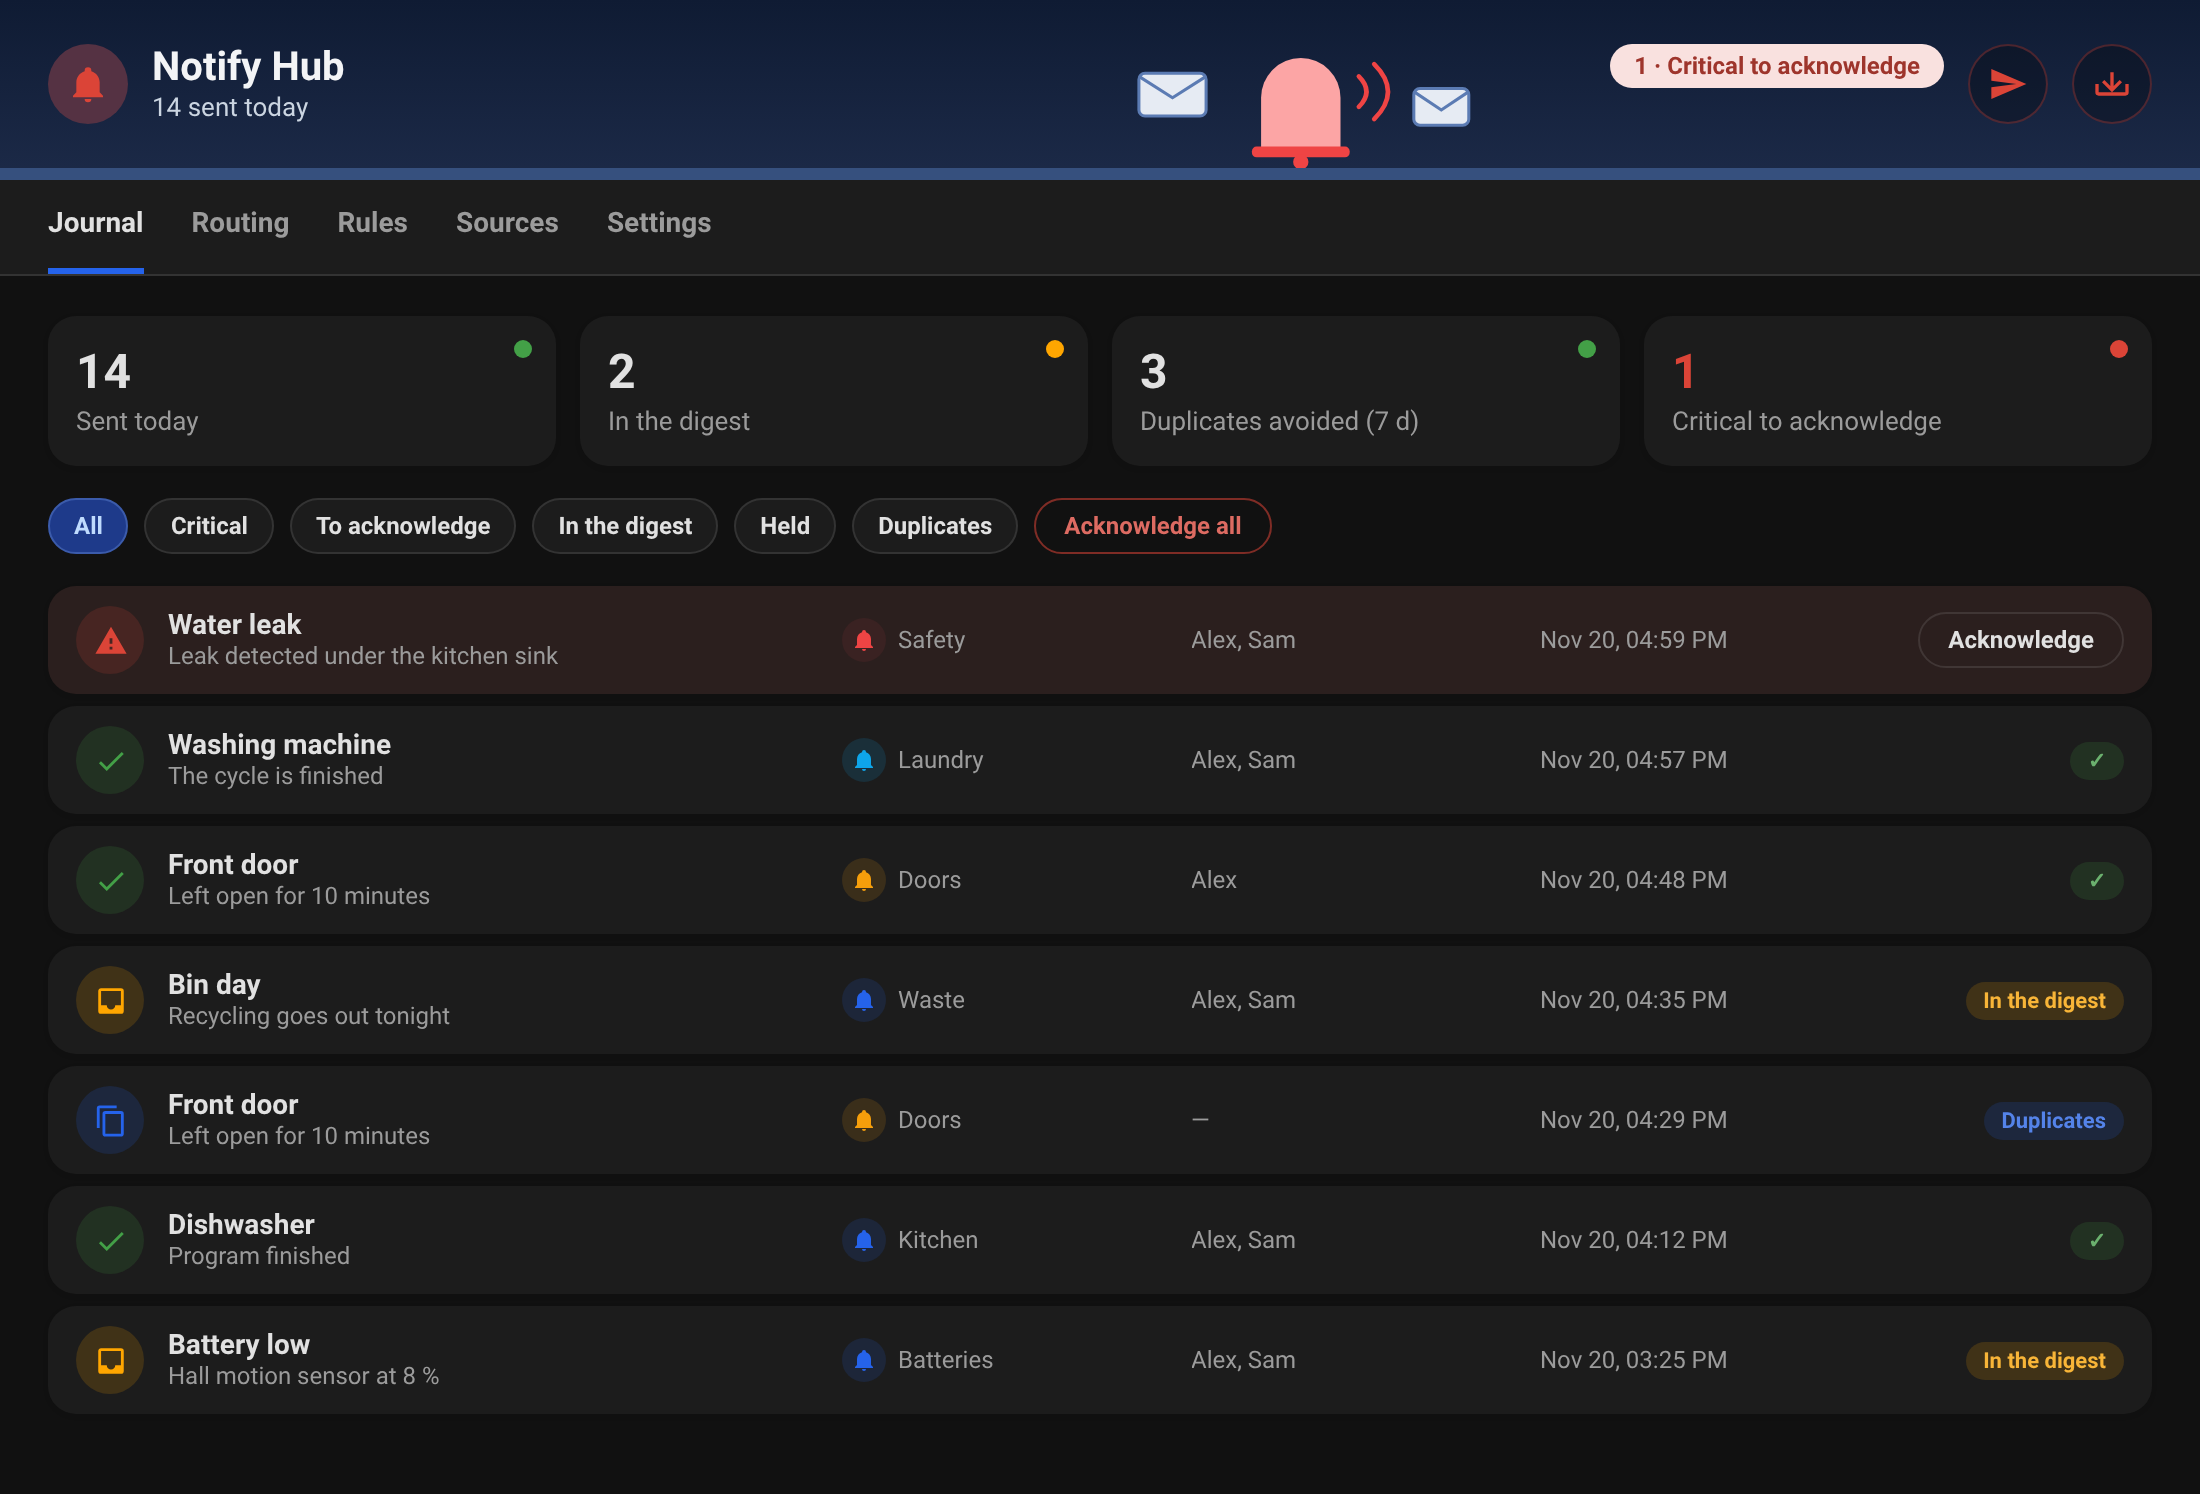 Notify Hub
14 sent today
1 · Critical to acknowledge
Journal Routing Rules Sources Settings
14
Sent today
2
In the digest
3
Duplicates avoided (7 d)
1
Critical to acknowledge
All Critical To acknowledge In the digest Held Duplicates Acknowledge all
Water leak
Leak detected under the kitchen sink
Safety
Alex, Sam
Nov 20, 04:59 PM
Acknowledge
Washing machine
The cycle is finished
Laundry
Alex, Sam
Nov 20, 04:57 PM
✓
Front door
Left open for 10 minutes
Doors
Alex
Nov 20, 04:48 PM
✓
Bin day
Recycling goes out tonight
Waste
Alex, Sam
Nov 20, 04:35 PM
In the digest
Front door
Left open for 10 minutes
Doors
—
Nov 20, 04:29 PM
Duplicates
Dishwasher
Program finished
Kitchen
Alex, Sam
Nov 20, 04:12 PM
✓
Battery low
Hall motion sensor at 8 %
Batteries
Alex, Sam
Nov 20, 03:25 PM
In the digest